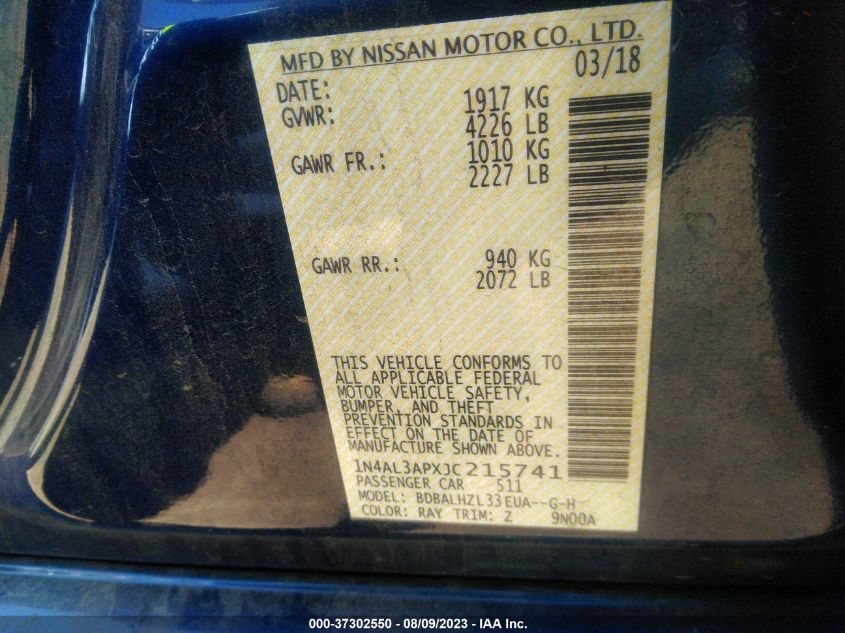 MFD BY NISSAN MOTOR CO., LTD.
DATE: 03/18
GVWR: 1917 KG
4226 LB
GAWR FR.: 1010 KG
2227 LB
GAWR RR.: 940 KG
2072 LB
THIS VEHICLE CONFORMS TO
ALL APPLICABLE FEDERAL
MOTOR VEHICLE SAFETY,
BUMPER, AND THEFT
PREVENTION STANDARDS IN
EFFECT ON THE DATE OF
MANUFACTURE SHOWN ABOVE.
1N4AL3APXJC215741
PASSENGER CAR 511
MODEL: BDBALHZL33EUA--G-H
COLOR: RAY TRIM: Z 9N00A
000-37302550 - 08/09/2023 - IAA Inc.